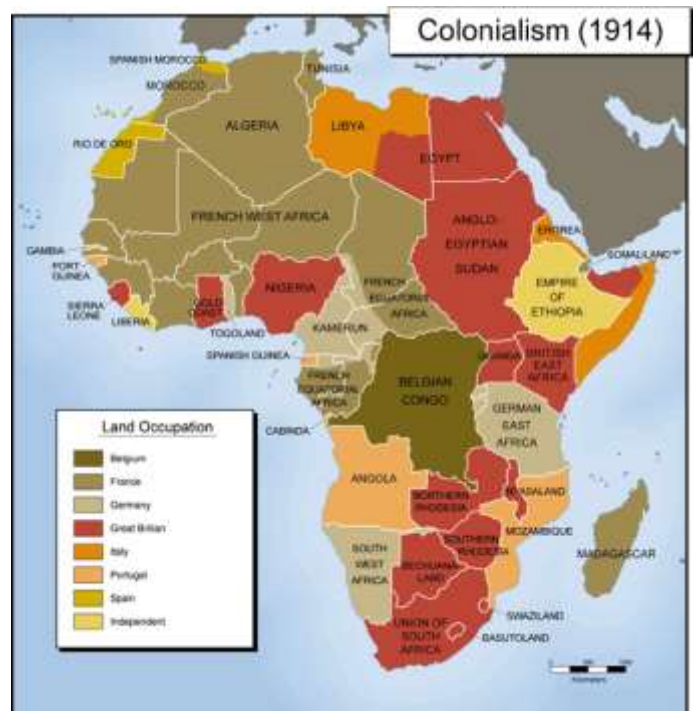 Colonialism (1914)
SPANISH MOROCCO
MOROCCO
TUNISIA
ALGERIA
LIBYA
EGYPT
RIO DE ORO
FRENCH WEST AFRICA
ANGLO-
EGYPTIAN
SUDAN
ERITREA
SOMALILAND
GAMBIA
PORT
GUINEA
SIERRA
LEONE
LIBERIA
GOLD
COAST
TOGOLAND
NIGERIA
KAMERUN
FRENCH
EQUATORIAL
AFRICA
EMPIRE
OF
ETHIOPIA
SPANISH GUINEA
FRENCH
EQUATORIAL
AFRICA
CABINDA
BELGIAN
CONGO
UGANDA
BRITISH
EAST
AFRICA
GERMAN
EAST
AFRICA
ANGOLA
NORTHERN
RHODESIA
NYASALAND
MOZAMBIQUE
SOUTHERN
RHODESIA
MADAGASCAR
SOUTH
WEST
AFRICA
BECHUANA-
LAND
SWAZILAND
BASUTOLAND
UNION OF
SOUTH
AFRICA
Land Occupation
Belgium
France
Germany
Great Britian
Italy
Portugal
Spain
Independent
Kilometers